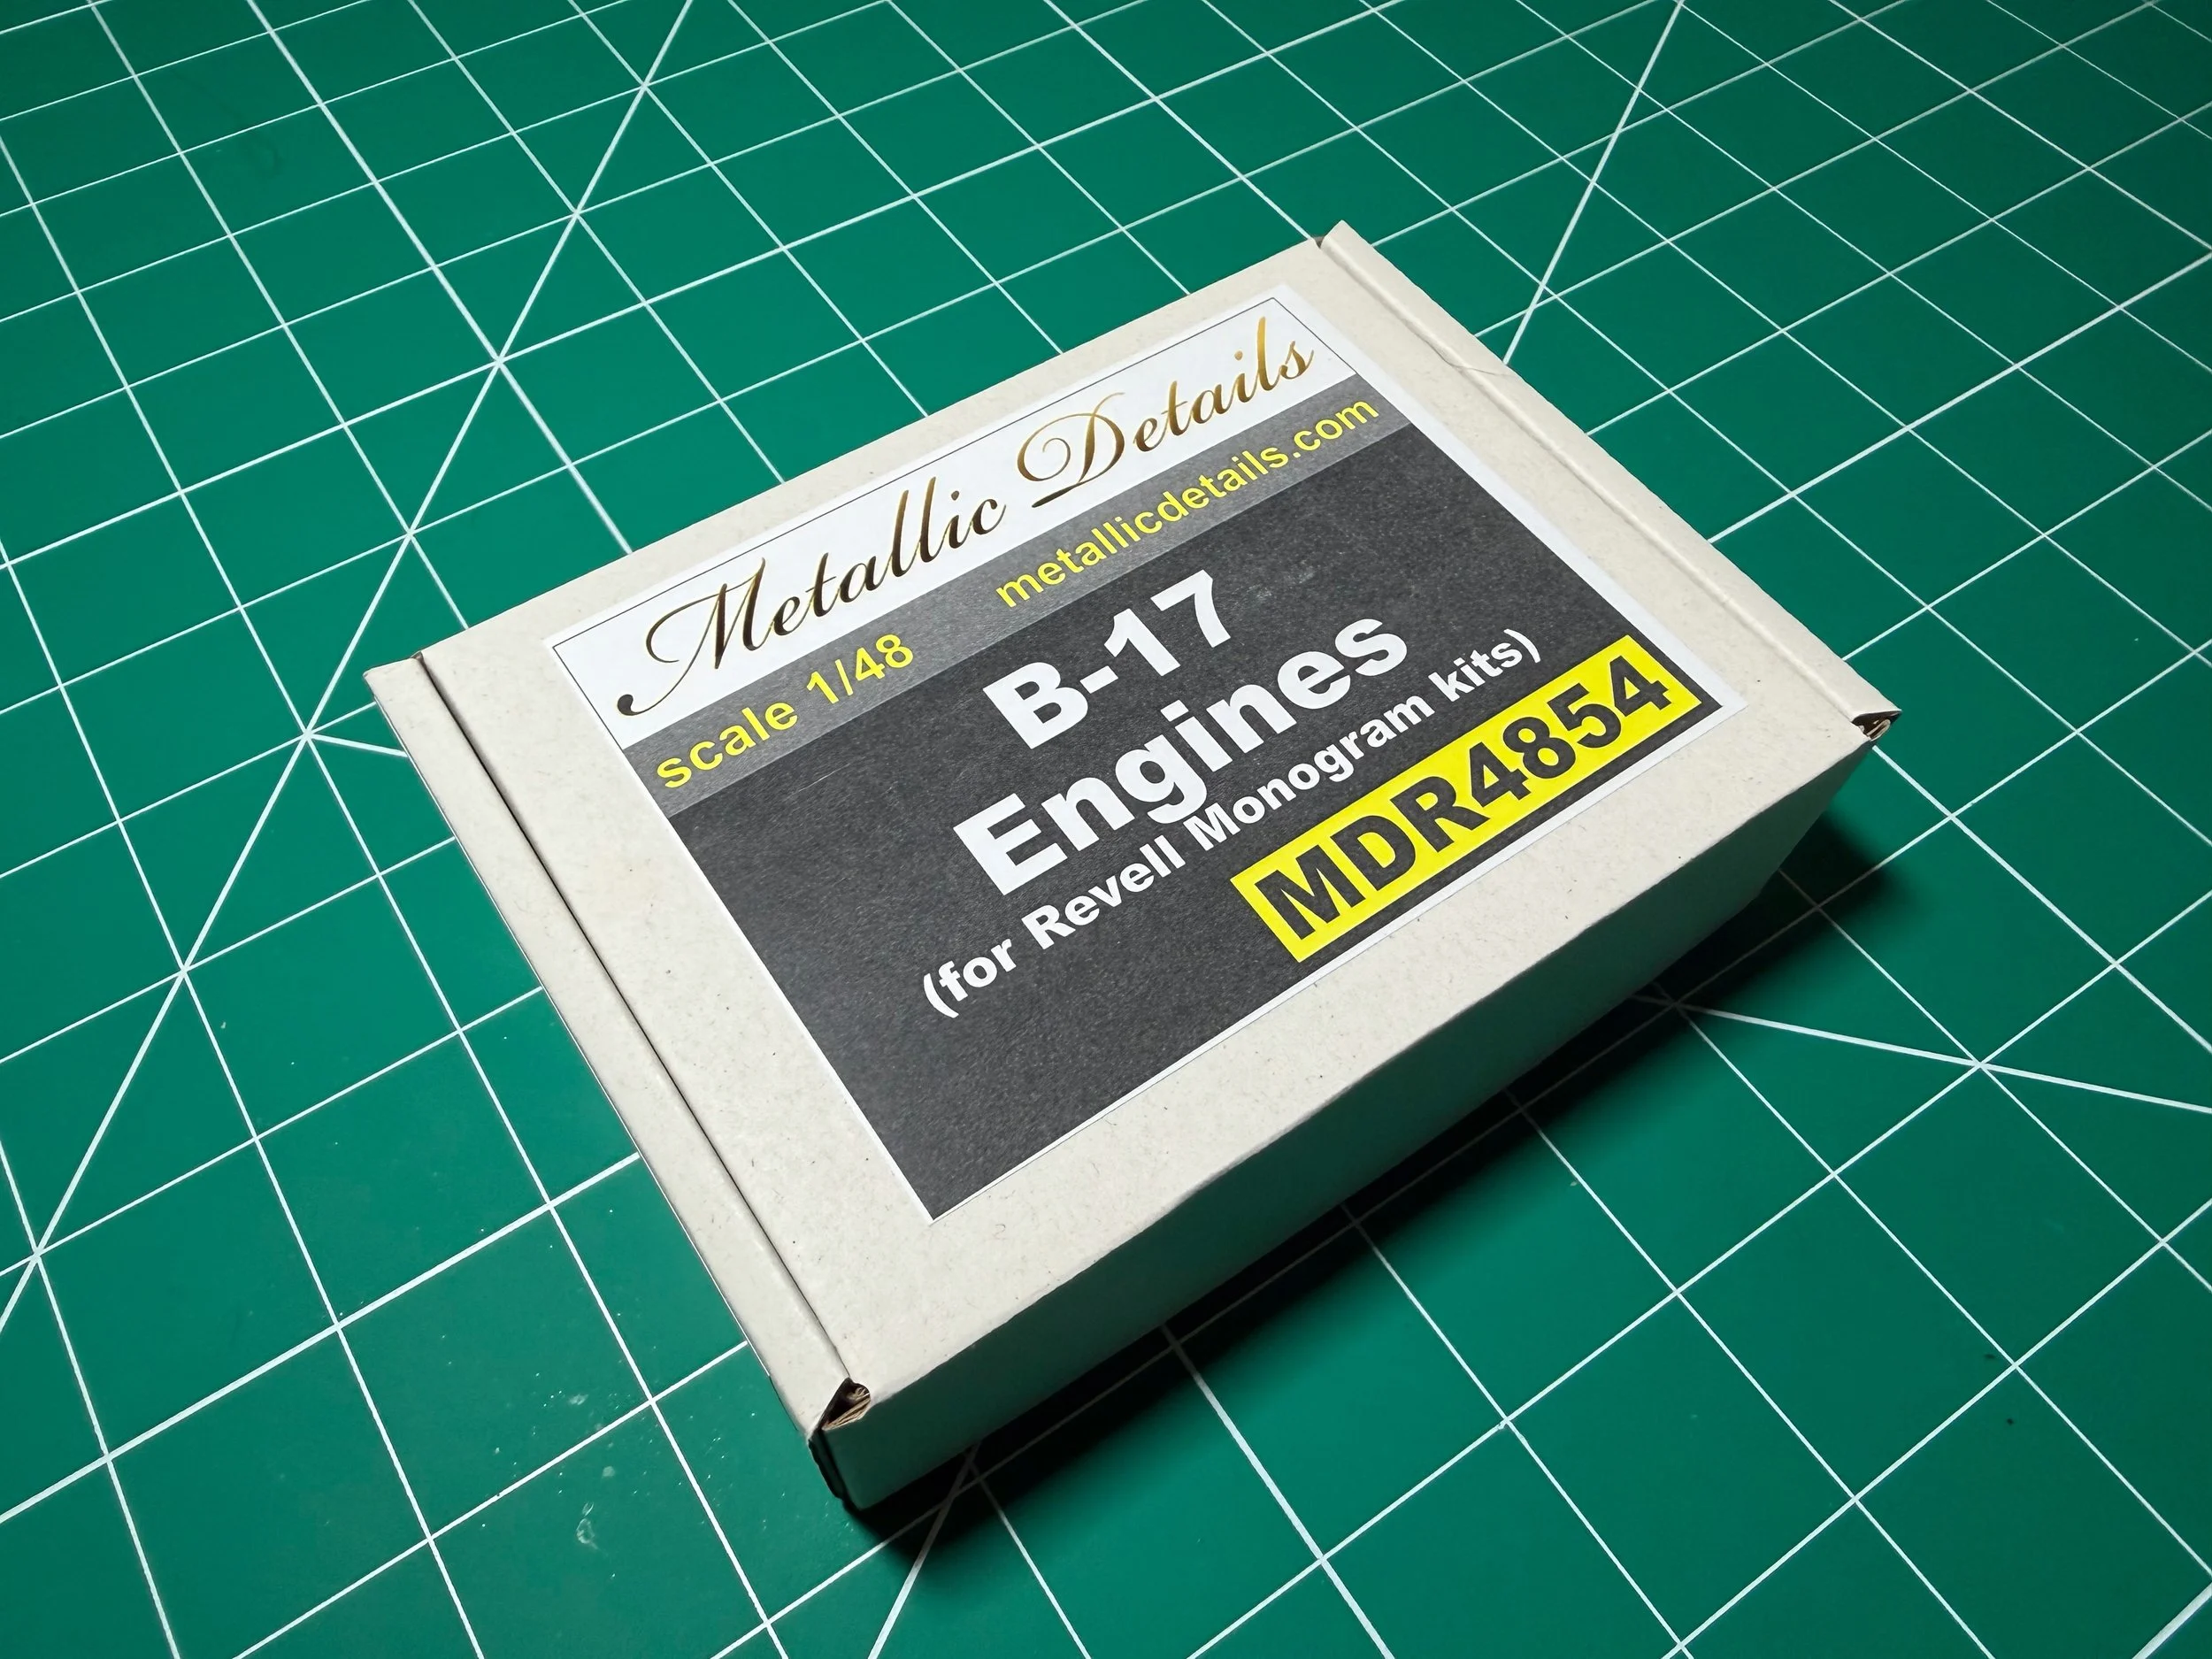 Metallic Details
scale 1/48 metallicdetails.com
B-17
Engines
(for Revell Monogram kits)
MDR4854